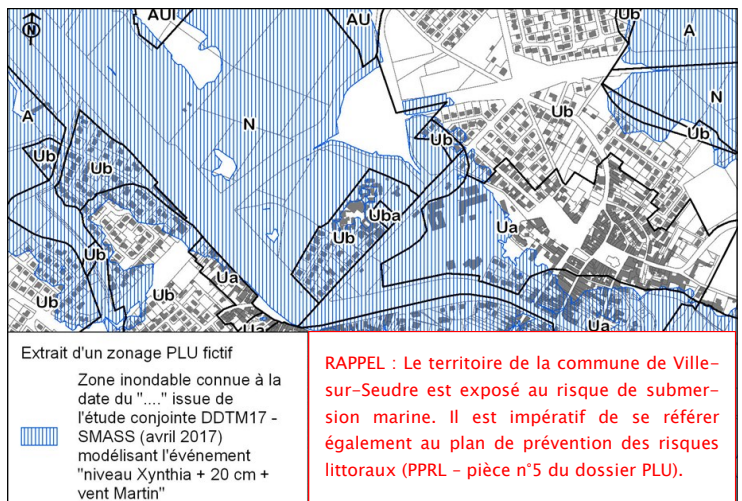 N
AUl
AU
Ub
A
N
N
Ub
Ub
A
Ub
Ub
Ub
Uba
Ub
Ua
Ub
Ua
Ub
Ub
Ua
Ua
Extrait d'un zonage PLU fictif
Zone inondable connue à la
date du "...." issue de
l'étude conjointe DDTM17 -
SMASS (avril 2017)
modélisant l'événement
"niveau Xynthia + 20 cm +
vent Martin"
RAPPEL : Le territoire de la commune de Ville-
sur-Seudre est exposé au risque de submer-
sion marine. Il est impératif de se référer
également au plan de prévention des risques
littoraux (PPRL - pièce n°5 du dossier PLU).